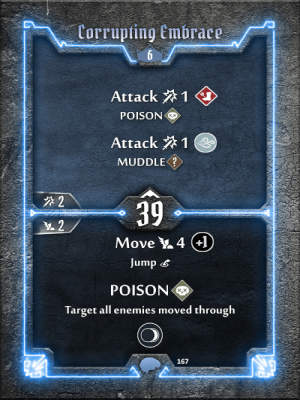 Corrupting Embrace
6
Attack 1
POISON
Attack 1
MUDDLE
2
39
2
Move 4 +1
Jump
POISON
Target all enemies moved through
167